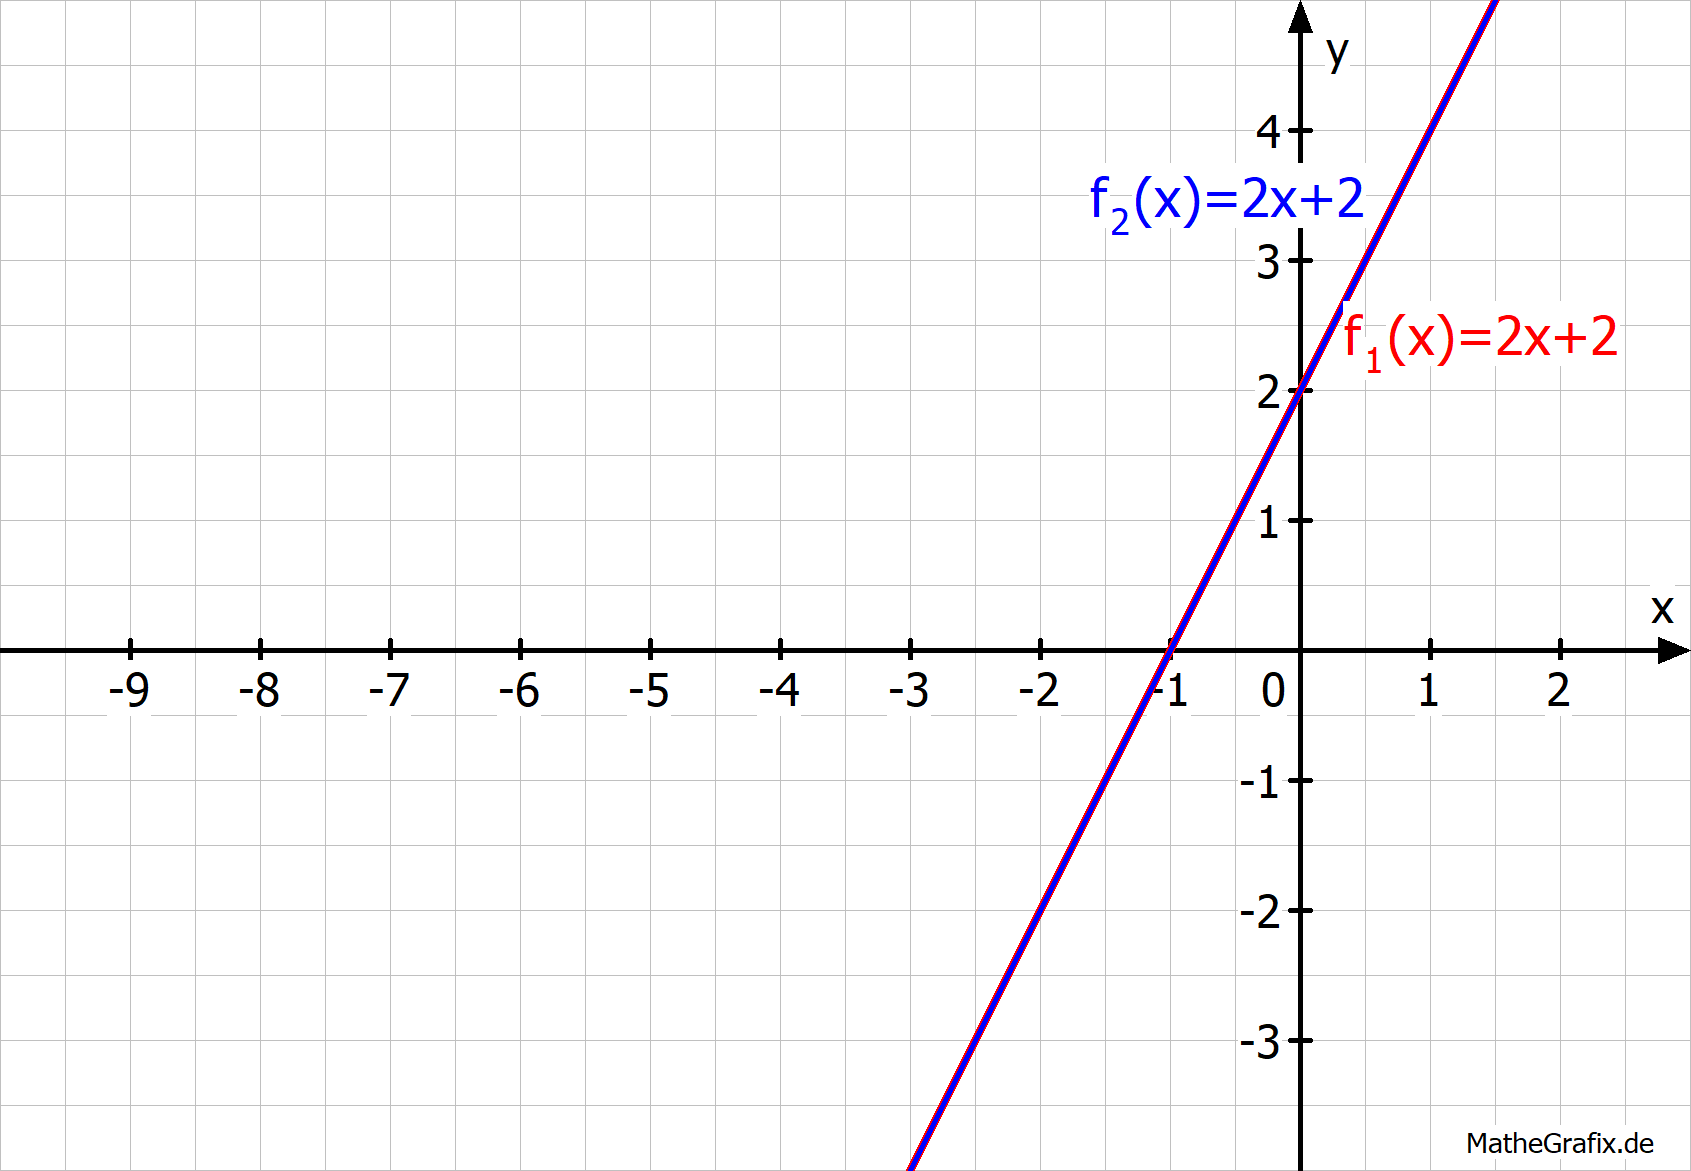 y
4
f₂(x)=2x+2
3
f₁(x)=2x+2
2
1
x
-9 -8 -7 -6 -5 -4 -3 -2 -1 0 1 2
-1
-2
-3
MatheGrafix.de